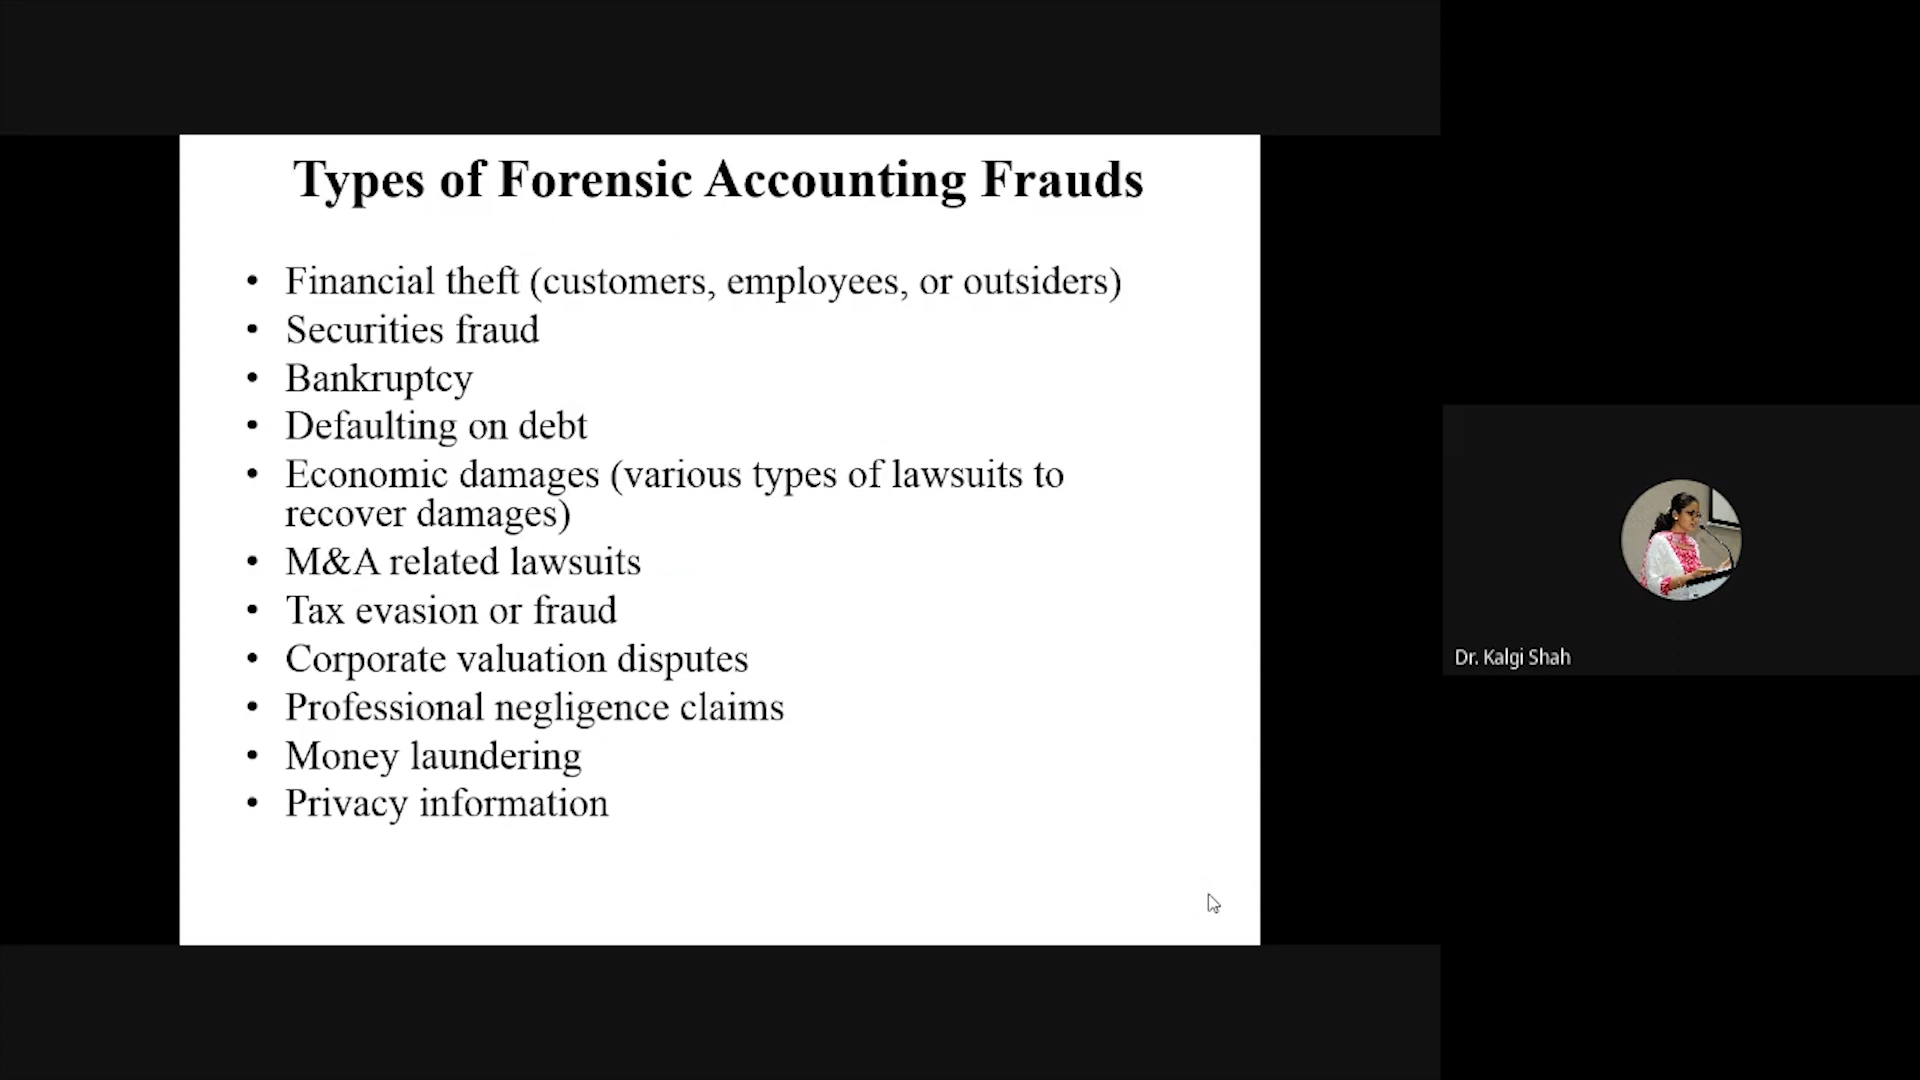 Types of Forensic Accounting Frauds
• Financial theft (customers, employees, or outsiders)
• Securities fraud
• Bankruptcy
• Defaulting on debt
• Economic damages (various types of lawsuits to
recover damages)
• M&A related lawsuits
• Tax evasion or fraud
• Corporate valuation disputes
• Professional negligence claims
• Money laundering
• Privacy information
Dr. Kalgi Shah